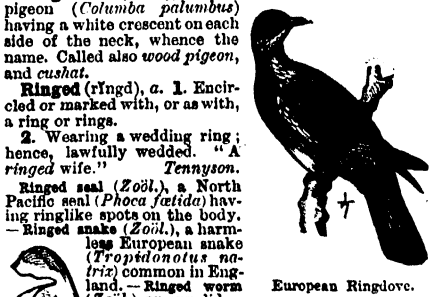 pigeon (Columba palumbus)
having a white crescent on each
side of the neck, whence the
name. Called also wood pigeon,
and cushat.
Ringed (rĭngd), a. 1. Encir-
cled or marked with, or as with,
a ring or rings.
2. Wearing a wedding ring;
hence, lawfully wedded. "A
ringed wife." Tennyson.
Ringed seal (Zoöl.), a North
Pacific seal (Phoca fœtida) hav-
ing ringlike spots on the body.
— Ringed snake (Zoöl.), a harm-
less European snake
(Tropidonotus na-
trix) common in Eng-
land. — Ringed worm
European Ringdove.